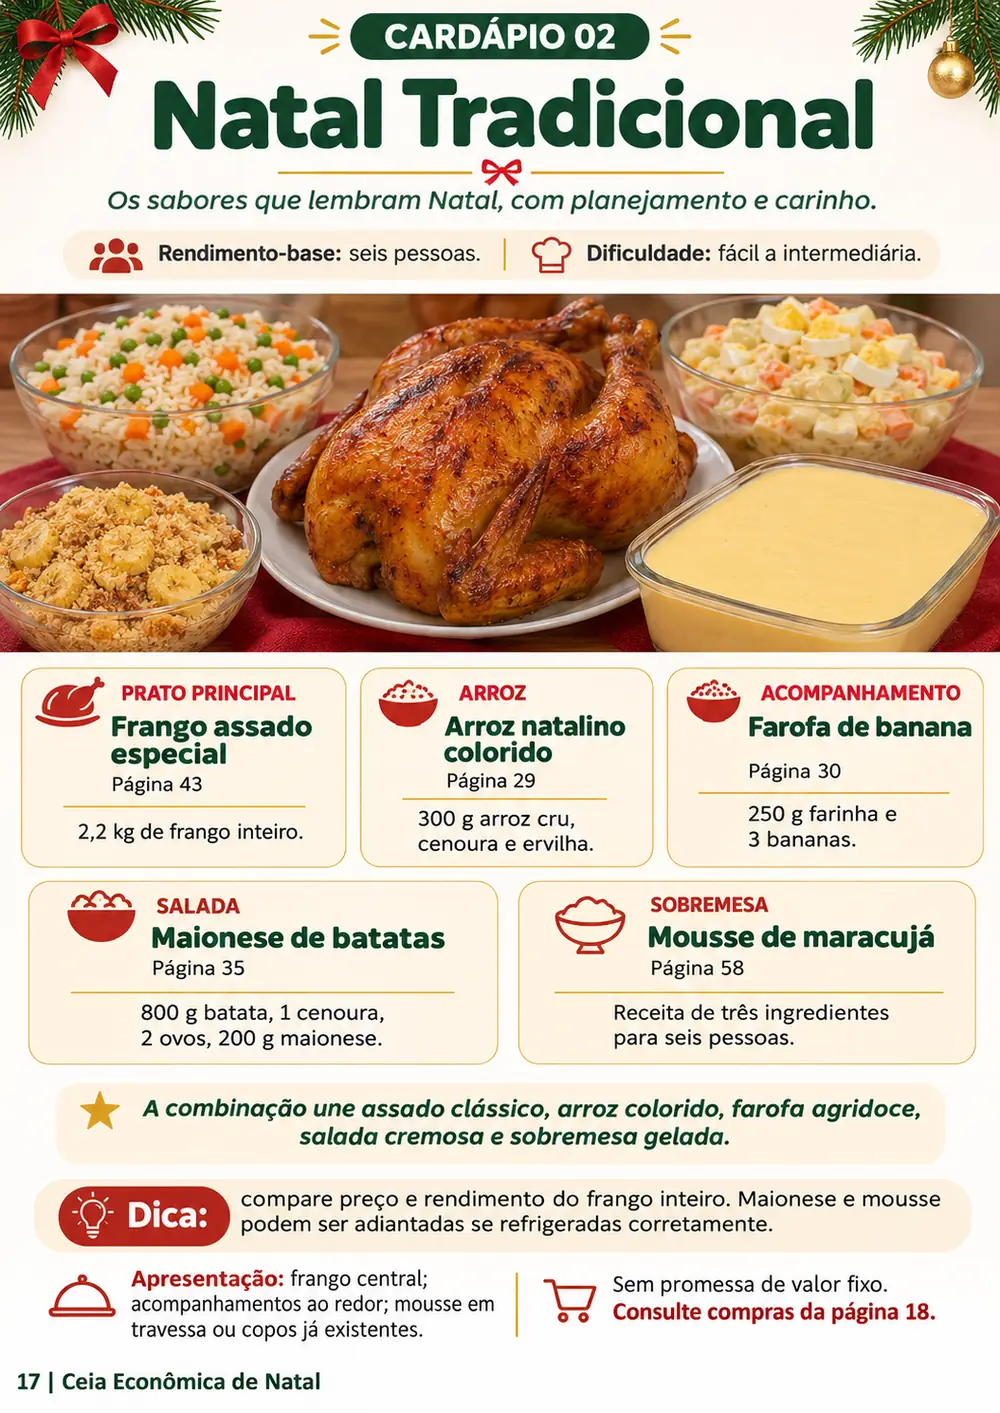 CARDÁPIO 02
Natal Tradicional
Os sabores que lembram Natal, com planejamento e carinho.
Rendimento-base: seis pessoas.
Dificuldade: fácil a intermediária.
PRATO PRINCIPAL
Frango assado
especial
Página 43
2,2 kg de frango inteiro.
ARROZ
Arroz natalino
colorido
Página 29
300 g arroz cru,
cenoura e ervilha.
ACOMPANHAMENTO
Farofa de banana
Página 30
250 g farinha e
3 bananas.
SALADA
Maionese de batatas
Página 35
800 g batata, 1 cenoura,
2 ovos, 200 g maionese.
SOBREMESA
Mousse de maracujá
Página 58
Receita de três ingredientes
para seis pessoas.
A combinação une assado clássico, arroz colorido, farofa agridoce,
salada cremosa e sobremesa gelada.
Dica: compare preço e rendimento do frango inteiro. Maionese e mousse
podem ser adiantadas se refrigeradas corretamente.
Apresentação: frango central;
acompanhamentos ao redor; mousse em
travessa ou copos já existentes.
Sem promessa de valor fixo.
Consulte compras da página 18.
17 | Ceia Econômica de Natal